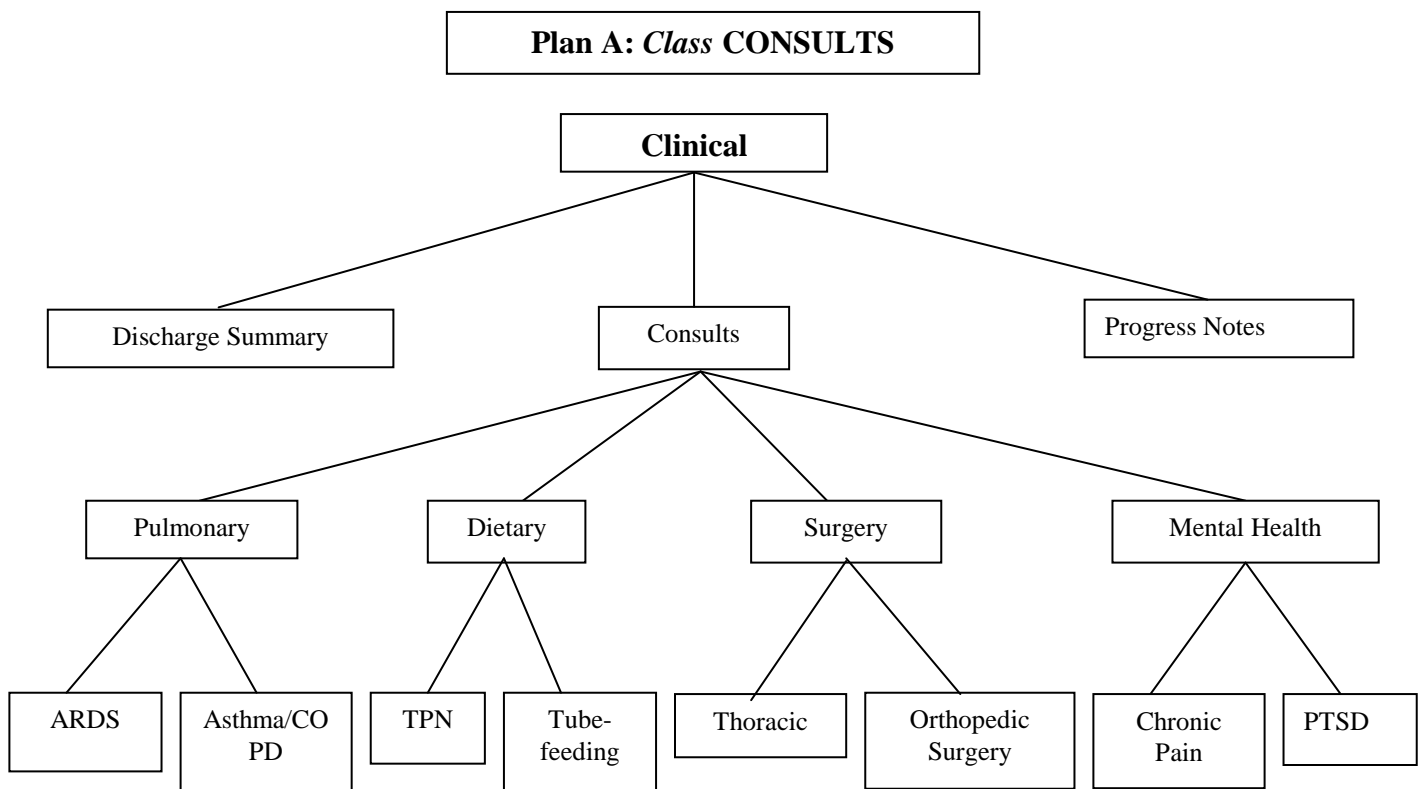 Plan A: Class CONSULTS
Clinical
Discharge Summary
Consults
Progress Notes
Pulmonary
Dietary
Surgery
Mental Health
ARDS
Asthma/CO
PD
TPN
Tube-
feeding
Thoracic
Orthopedic
Surgery
Chronic
Pain
PTSD